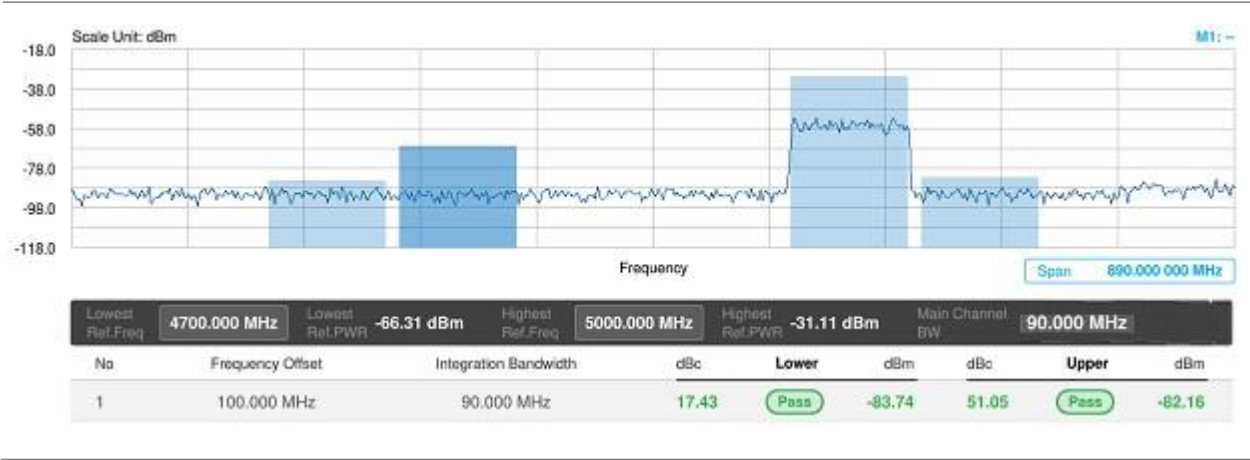 Scale Unit: dBm
M1: --
-18.0
-38.0
-58.0
-78.0
-98.0
-118.0
Frequency
Span 890.000 000 MHz
Lowest Ref.Freq 4700.000 MHz Lowest Ref.PWR -66.31 dBm Highest Ref.Freq 5000.000 MHz Highest Ref.PWR -31.11 dBm Main Channel BW 90.000 MHz
No Frequency Offset Integration Bandwidth dBc Lower dBm dBc Upper dBm
1 100.000 MHz 90.000 MHz 17.43 Pass -83.74 51.05 Pass -82.16